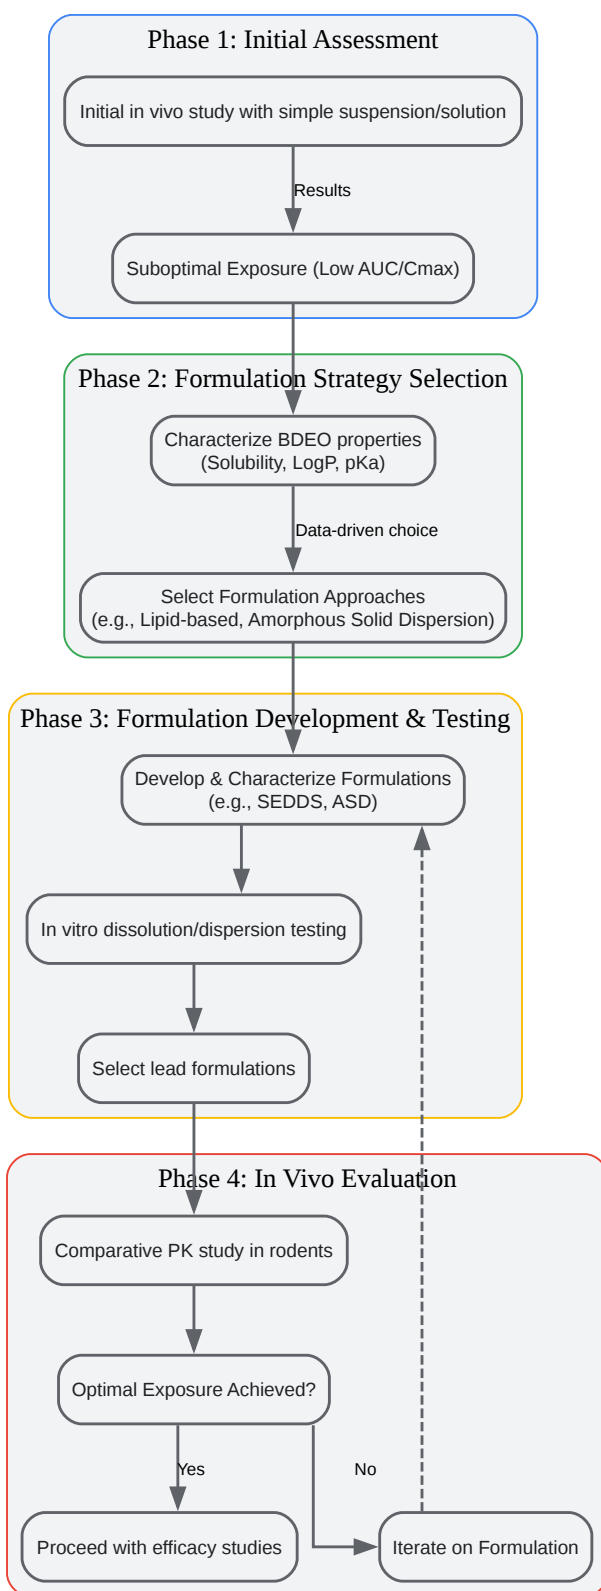 Phase 1: Initial Assessment
Initial in vivo study with simple suspension/solution
Results
Suboptimal Exposure (Low AUC/Cmax)
Phase 2: Formulation Strategy Selection
Characterize BDEO properties
(Solubility, LogP, pKa)
Data-driven choice
Select Formulation Approaches
(e.g., Lipid-based, Amorphous Solid Dispersion)
Phase 3: Formulation Development & Testing
Develop & Characterize Formulations
(e.g., SEDDS, ASD)
In vitro dissolution/dispersion testing
Select lead formulations
Phase 4: In Vivo Evaluation
Comparative PK study in rodents
Optimal Exposure Achieved?
Yes
No
Proceed with efficacy studies
Iterate on Formulation